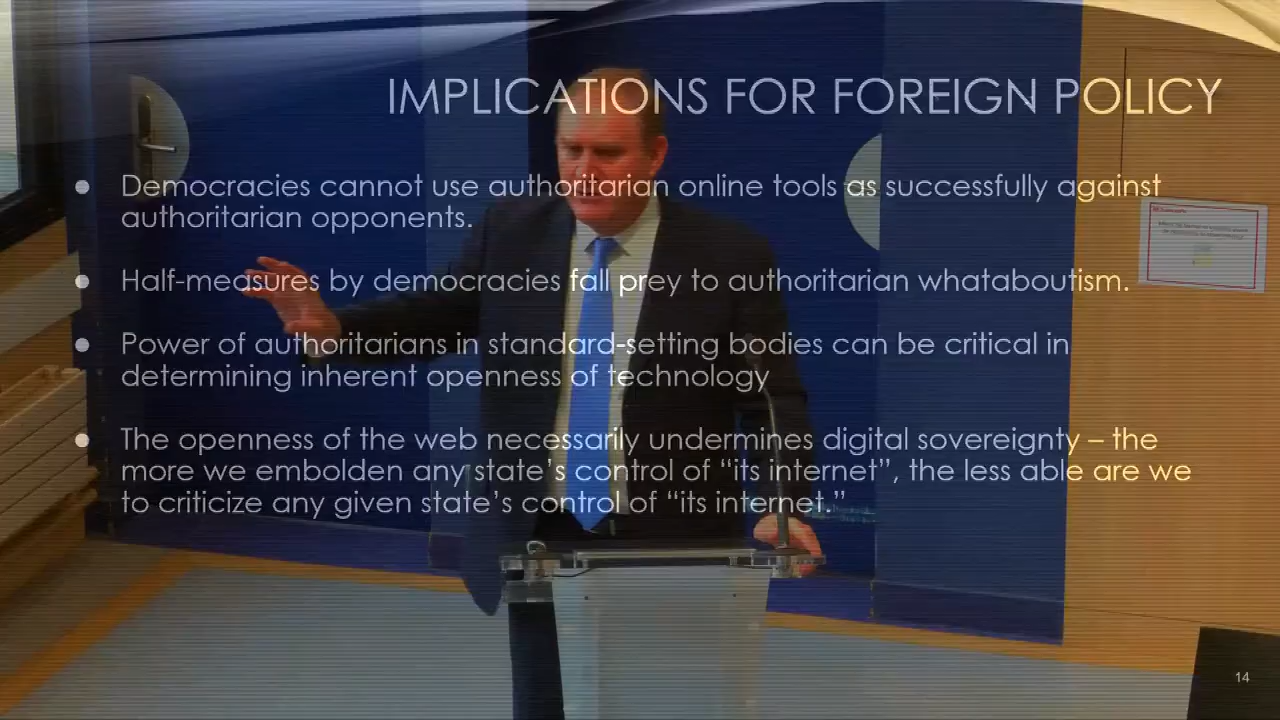 IMPLICATIONS FOR FOREIGN POLICY
● Democracies cannot use authoritarian online tools as successfully against
authoritarian opponents.
● Half-measures by democracies fall prey to authoritarian whataboutism.
● Power of authoritarians in standard-setting bodies can be critical in
determining inherent openness of technology
● The openness of the web necessarily undermines digital sovereignty – the
more we embolden any state’s control of “its internet”, the less able are we
to criticize any given state’s control of “its internet.”
14